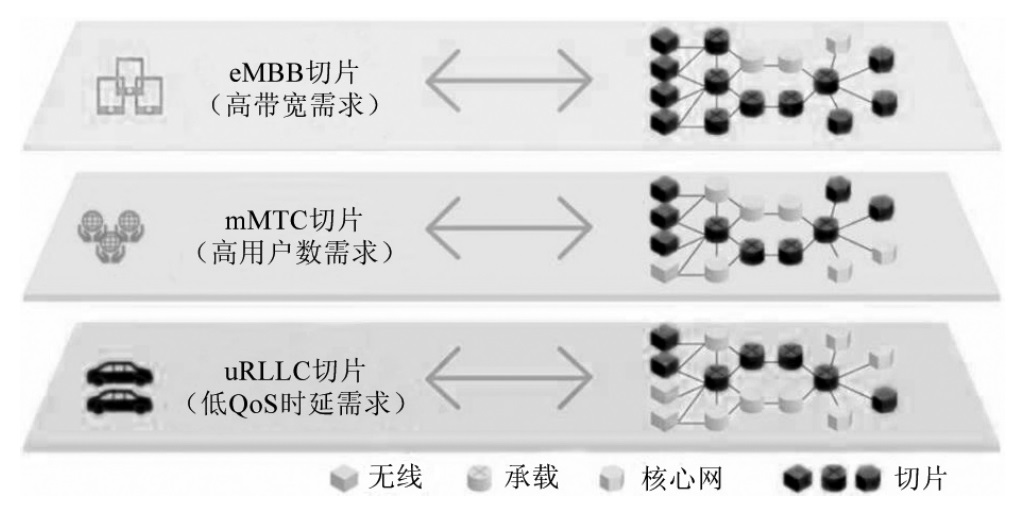 eMBB切片
（高带宽需求）
mMTC切片
（高用户数需求）
uRLLC切片
（低QoS时延需求）
无线 承载 核心网 切片